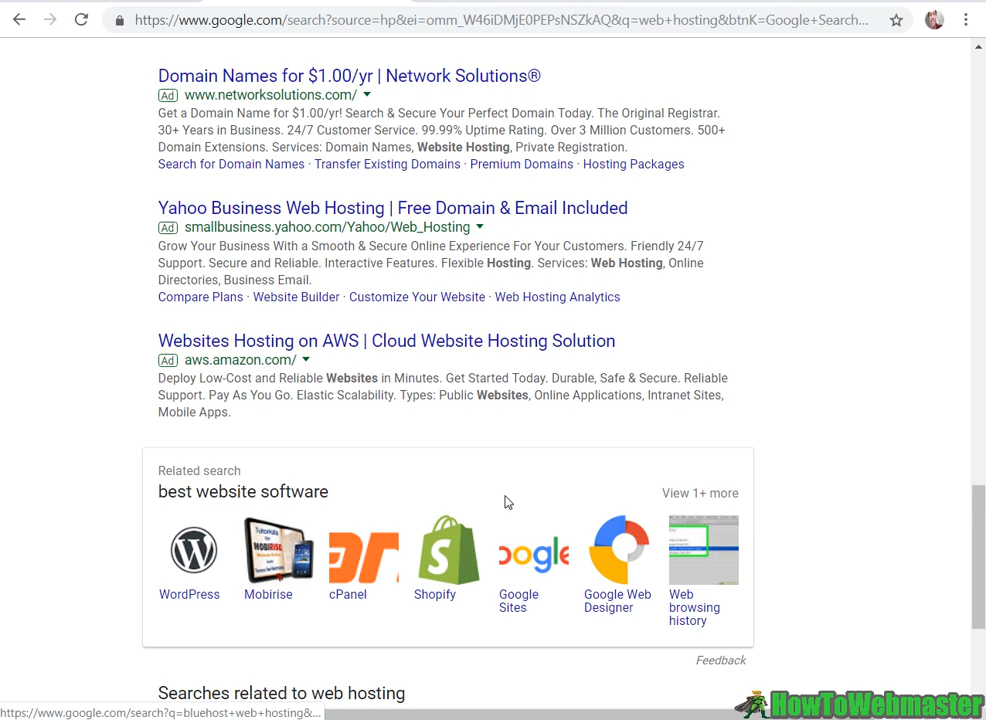 https://www.google.com/search?source=hp&ei=omm_W46iDMjE0PEPsNSZkAQ&q=web+hosting&btnK=Google+Search...
Domain Names for $1.00/yr | Network Solutions®
Ad www.networksolutions.com/
Get a Domain Name for $1.00/yr! Search & Secure Your Perfect Domain Today. The Original Registrar.
30+ Years in Business. 24/7 Customer Service. 99.99% Uptime Rating. Over 3 Million Customers. 500+
Domain Extensions. Services: Domain Names, Website Hosting, Private Registration.
Search for Domain Names · Transfer Existing Domains · Premium Domains · Hosting Packages
Yahoo Business Web Hosting | Free Domain & Email Included
Ad smallbusiness.yahoo.com/Yahoo/Web_Hosting
Grow Your Business With a Smooth & Secure Online Experience For Your Customers. Friendly 24/7
Support. Secure and Reliable. Interactive Features. Flexible Hosting. Services: Web Hosting, Online
Directories, Business Email.
Compare Plans · Website Builder · Customize Your Website · Web Hosting Analytics
Websites Hosting on AWS | Cloud Website Hosting Solution
Ad aws.amazon.com/
Deploy Low-Cost and Reliable Websites in Minutes. Get Started Today. Durable, Safe & Secure. Reliable
Support. Pay As You Go. Elastic Scalability. Types: Public Websites, Online Applications, Intranet Sites,
Mobile Apps.
Related search
best website software
View 1+ more
Tutorials
for
MOBIRISE
oogle
WordPress
Mobirise
cPanel
Shopify
Google
Sites
Google Web
Designer
Web
browsing
history
Feedback
Searches related to web hosting
https://www.google.com/search?q=bluehost+web+hosting&...
HowToWebmaster